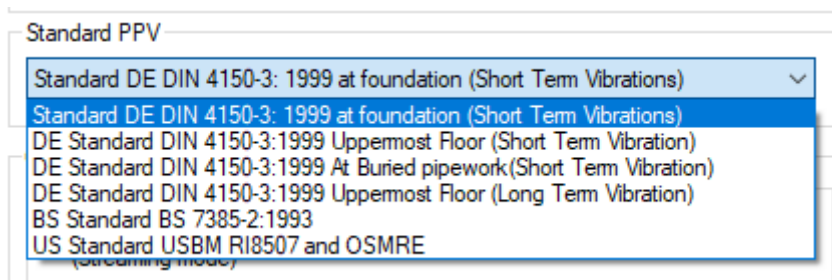 Standard PPV
Standard DE DIN 4150-3: 1999 at foundation (Short Term Vibrations)
Standard DE DIN 4150-3: 1999 at foundation (Short Term Vibrations)
DE Standard DIN 4150-3:1999 Uppermost Floor (Short Term Vibration)
DE Standard DIN 4150-3:1999 At Buried pipework(Short Term Vibration)
DE Standard DIN 4150-3:1999 Uppermost Floor (Long Term Vibration)
BS Standard BS 7385-2:1993
US Standard USBM RI8507 and OSMRE
(Streaming mode)